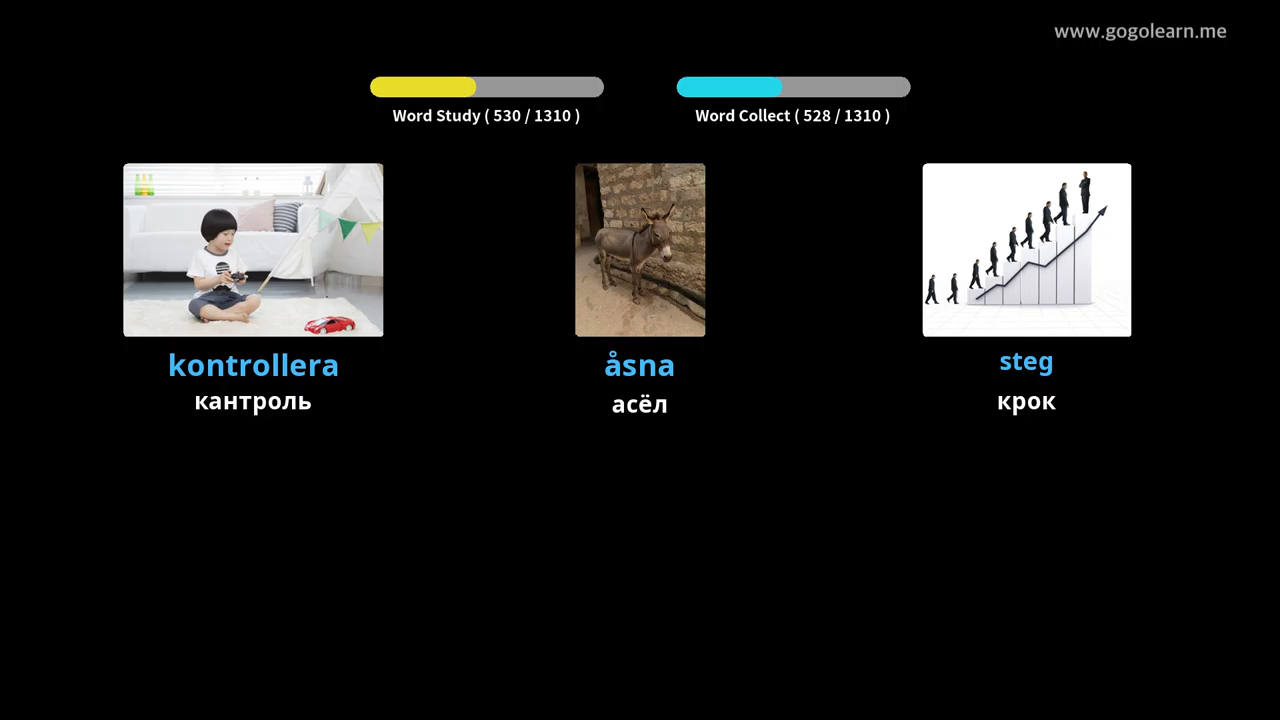 www.gogolearn.me
Word Study ( 530 / 1310 )
Word Collect ( 528 / 1310 )
kontrollera
кантроль
åsna
асёл
steg
крок